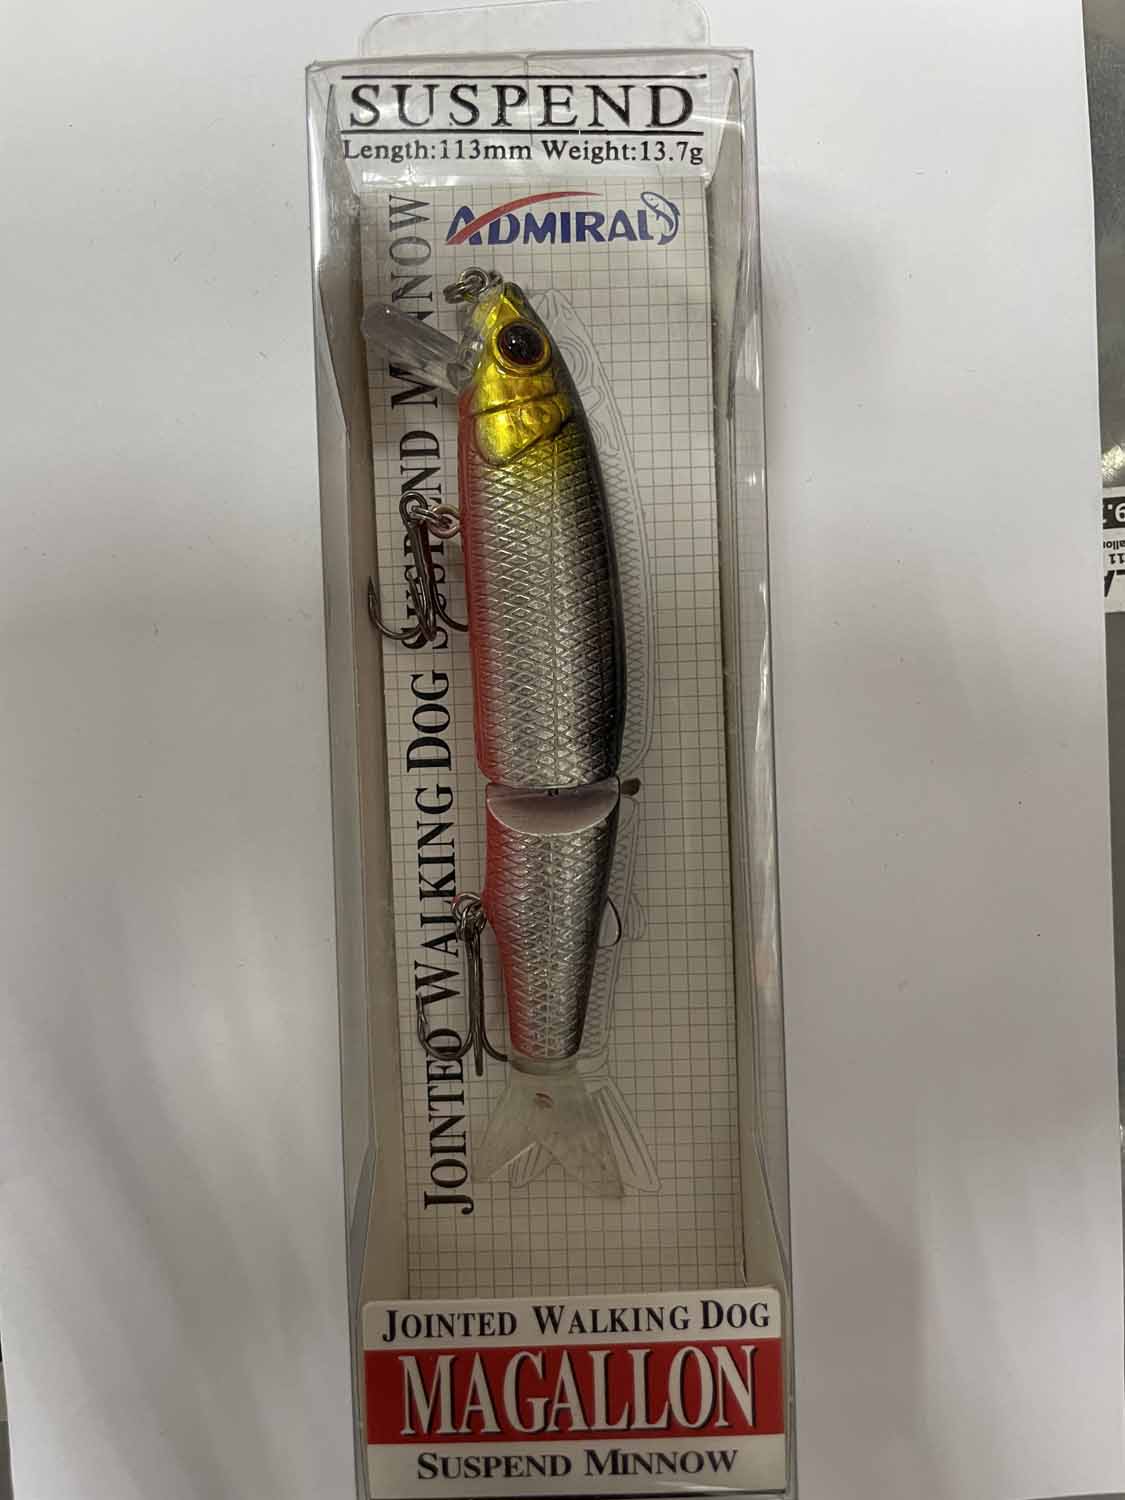 SUSPEND
Length:113mm Weight:13.7g
ADMIRAL
JOINTED WALKING DOG SUSPEND MINNOW
JOINTED WALKING DOG
MAGALLON
SUSPEND MINNOW